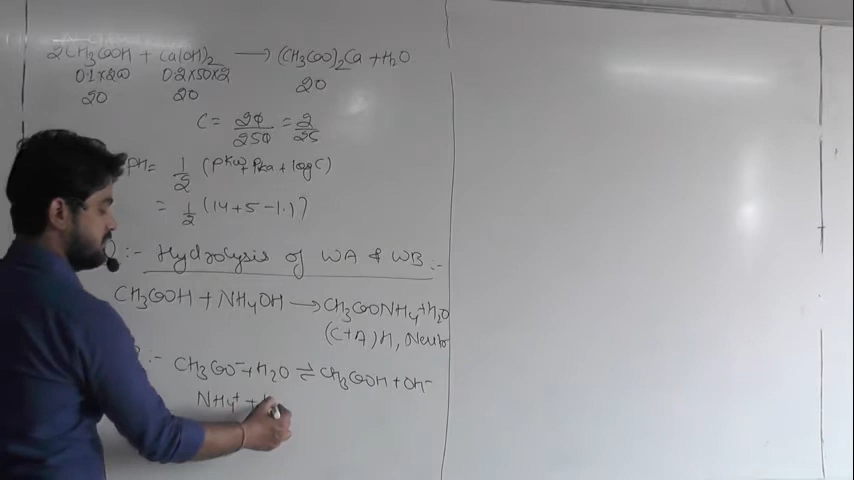 2CH3COOH + Ca(OH)2 → (CH3COO)2Ca + H2O
0.1×200 0.2×50×2 20
20 20
C = 20/250 = 2/25
PH = 1/2 (PKw + Pka + log C)
= 1/2 (14+5-1.1)
:- Hydrolysis of WA & WB :-
CH3COOH + NH4OH → CH3COONH4 + H2O
(C+A)H, Neutr
:- CH3COO- + H2O ⇌ CH3COOH + OH-
NH4+ +